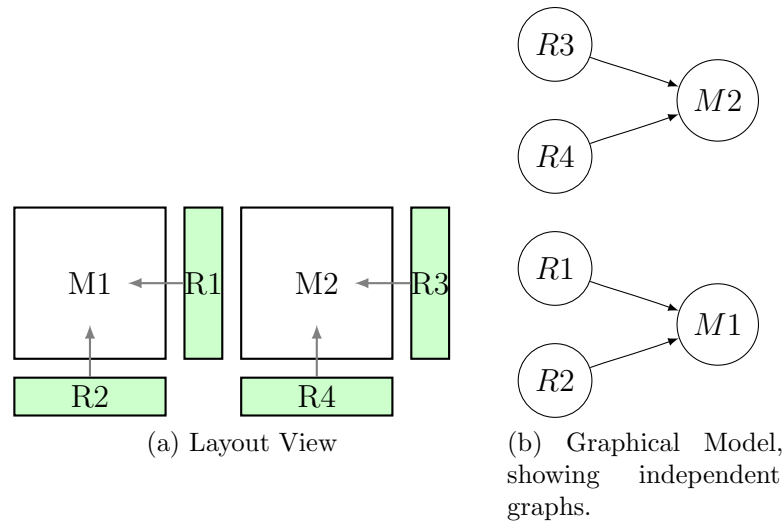 M1
R1
M2
R3
R2
R4
(a) Layout View
R3
M2
R4
R1
M1
R2
(b) Graphical Model,
showing independent
graphs.